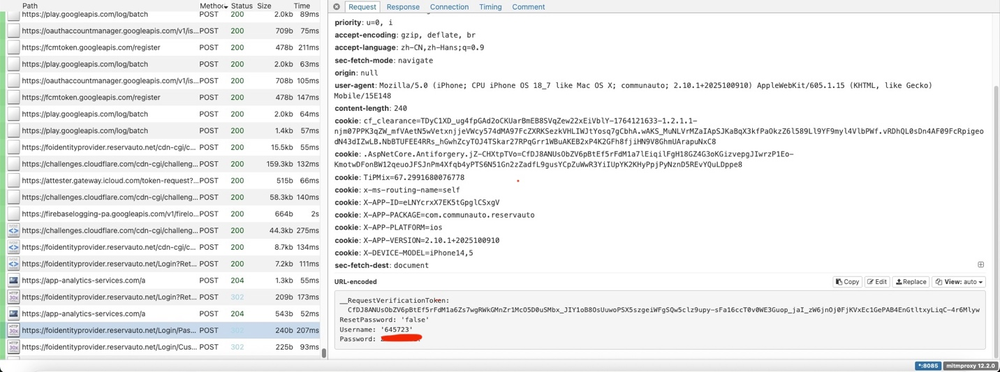 Path Method Status Size Time
https://play.googleapis.com/log/batch POST 200 2.0kb 89ms
https://oauthaccountmanager.googleapis.com/v1/is... POST 200 709b 75ms
https://fcmtoken.googleapis.com/register POST 200 478b 211ms
https://play.googleapis.com/log/batch POST 200 2.0kb 63ms
https://oauthaccountmanager.googleapis.com/v1/is... POST 200 708b 105ms
https://fcmtoken.googleapis.com/register POST 200 478b 147ms
https://play.googleapis.com/log/batch POST 200 2.0kb 64ms
https://play.googleapis.com/log/batch POST 200 1.4kb 57ms
https://foidentityprovider.reservauto.net/cdn-cgi/c... POST 200 15.5kb 55ms
https://challenges.cloudflare.com/cdn-cgi/challeng... POST 200 159.3kb 132ms
https://attester.gateway.icloud.com/token-request?... POST 200 515b 66ms
https://challenges.cloudflare.com/cdn-cgi/challeng... POST 200 58.3kb 140ms
https://firebaselogging-pa.googleapis.com/v1/firelo... POST 200 664b 2s
https://challenges.cloudflare.com/cdn-cgi/challeng... POST 200 44.3kb 275ms
https://foidentityprovider.reservauto.net/cdn-cgi/c... POST 200 8.7kb 134ms
https://foidentityprovider.reservauto.net/Login?Ret... POST 200 7.2kb 111ms
https://app-analytics-services.com/a POST 204 1.3kb 55ms
https://foidentityprovider.reservauto.net/Login?Ret... POST 302 209b 173ms
https://app-analytics-services.com/a POST 204 543b 52ms
https://foidentityprovider.reservauto.net/Login/Pas... POST 302 240b 207ms
https://foidentityprovider.reservauto.net/Login/Cus... POST 302 225b 93ms
Request Response Connection Timing Comment
priority: u=0, i
accept-encoding: gzip, deflate, br
accept-language: zh-CN,zh-Hans;q=0.9
sec-fetch-mode: navigate
origin: null
user-agent: Mozilla/5.0 (iPhone; CPU iPhone OS 18_7 like Mac OS X; communauto; 2.10.1+2025100910) AppleWebKit/605.1.15 (KHTML, like Gecko)
Mobile/15E148
content-length: 240
cookie: cf_clearance=TDyC1XD_ug4fpGAd2oCKUarBmEB8SVqZew22xEiVblY-1764121633-1.2.1.1-
njm07PPK3qZW_mfVAetN5wVetxnjjeVWcy574dMA97FcZXRKSezkVHLIWJtYosq7gCbhA.wAKS_MuNLVrMZaIApSJKaBqX3kfPaOkzZ6l589Ll9YF9myl4VlbPWf.vRDhQL0sDn4AF09FcRpigeo
dN43dIZwLB.NbBTUFEE4RRs_hGwhZcyTOJ4TSkar27RPqGrr1WBuAKEB2xP4K2GFh8fjiHN9V8GhmUArapuNxC8
cookie: .AspNetCore.Antiforgery.jZ-CHXtpTVo=CfDJ8ANUsObZV6pBtEf5rFdM1a7lEiqilFgH18GZ4G3oKGizvepgJIwrzP1Eo-
KmotwDFonBW12qeuoJFSJnPm4Xfqb4yPTS6N51Gn2zZadfL9gusYCpZuWwR3YiIUpYK2KHyPpjPyNznD5REvYQuLDppe8
cookie: TiPMix=67.2991680076778
cookie: x-ms-routing-name=self
cookie: X-APP-ID=eLNYcrxX7EK5tGpglCSxgV
cookie: X-APP-PACKAGE=com.communauto.reservauto
cookie: X-APP-PLATFORM=ios
cookie: X-APP-VERSION=2.10.1+2025100910
cookie: X-DEVICE-MODEL=iPhone14,5
sec-fetch-dest: document
URL-encoded Copy Edit Replace View: auto
__RequestVerificationToken:
CfDJ8ANUsObZV6pBtEf5rFdM1a6Zs7wgRWkGMnZr1McO5D0uSMbx_JIY1oB8OsUuwoPSX5szgeiWFgSQw5clz9upy-sFa16ccT0v0WE3Guop_jaI_zW6jnOj0FjKVxEc1GePAB4EnGtltxyLiqC-4r6Mlyw
ResetPassword: 'false'
Username: '645723'
Password:
*:8085 mitmproxy 12.2.0